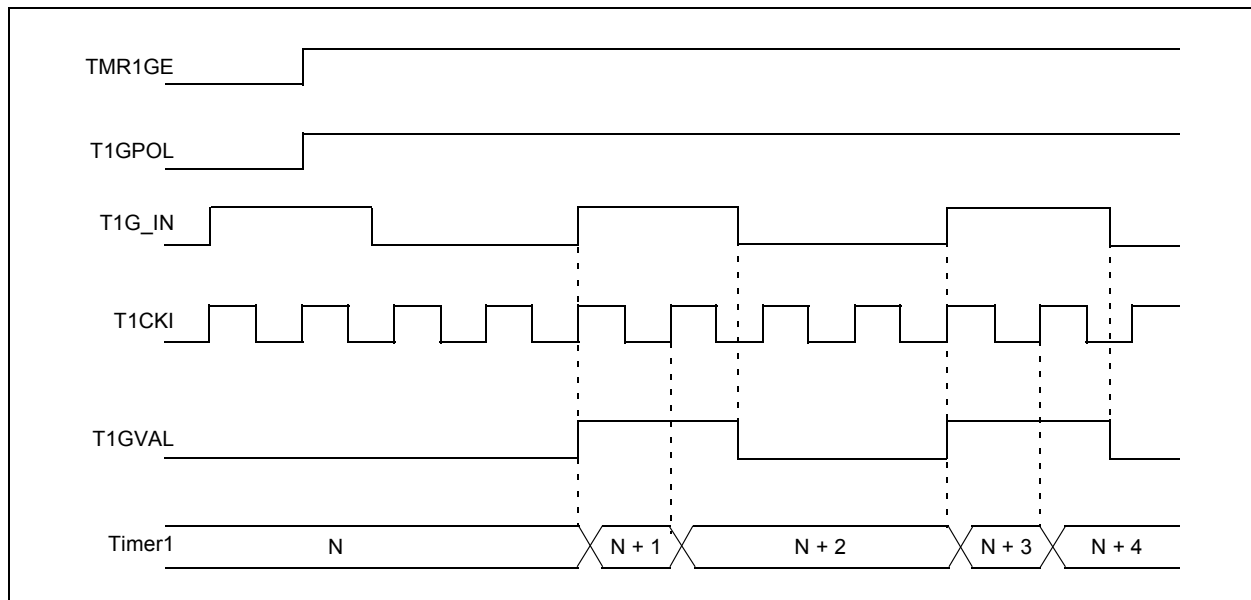 TMR1GE
T1GPOL
T1G_IN
T1CKI
T1GVAL
Timer1 N N + 1 N + 2 N + 3 N + 4